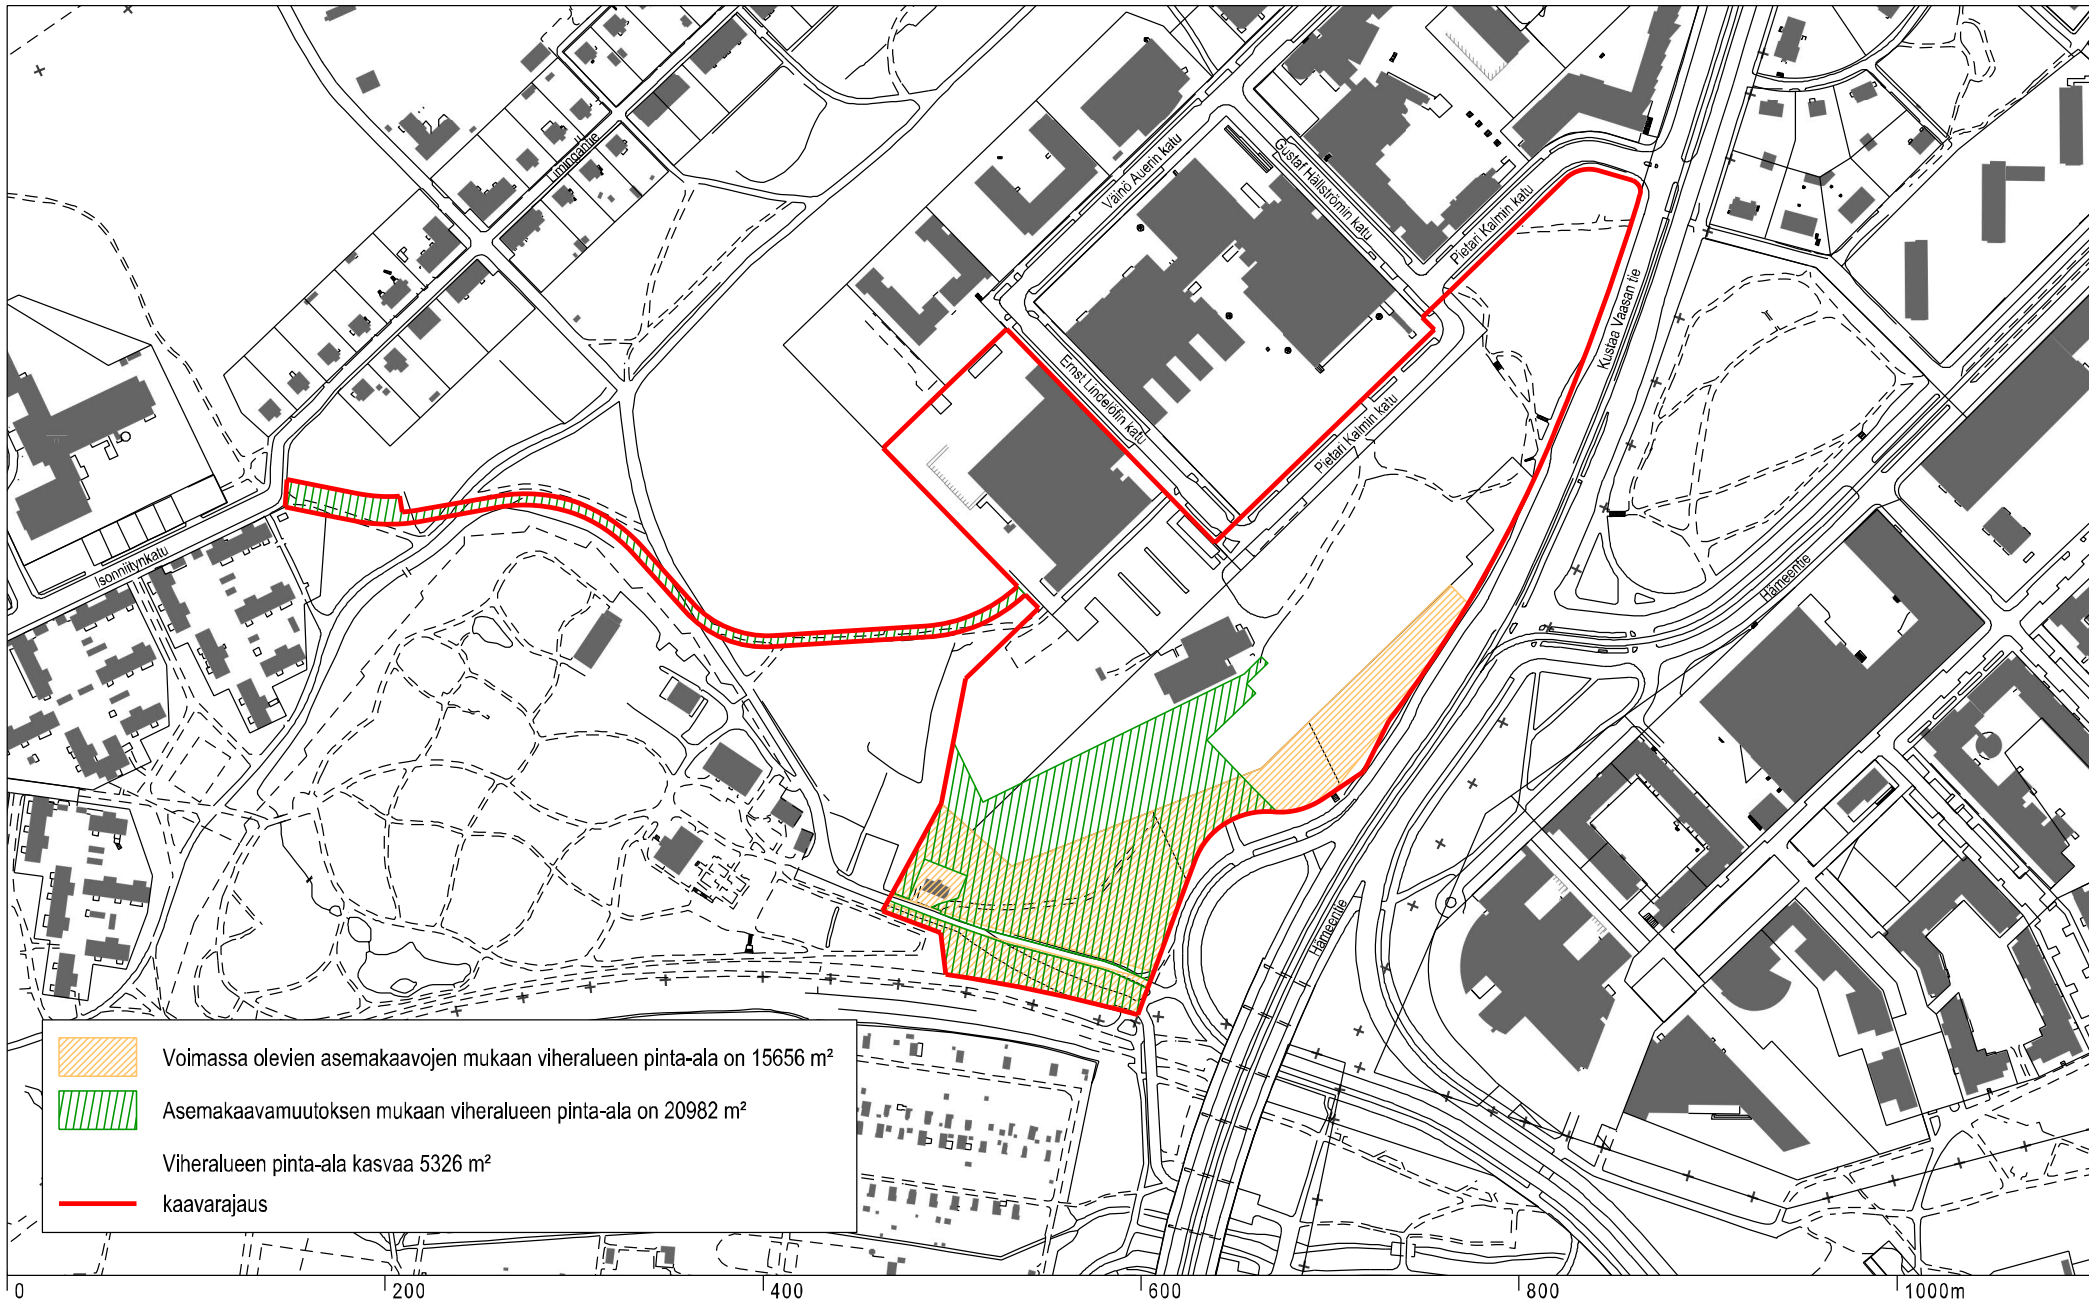 Limingantie
Väinö Auerin katu
Gustaf Hällströmin katu
Pietari Kalmin katu
Kustaa Vaasan tie
Ernst Lindelöfin katu
Pietari Kalmin katu
Isonniitynkatu
Hämeentie
Hämeentie
Voimassa olevien asemakaavojen mukaan viheralueen pinta-ala on 15656 m²
Asemakaavamuutoksen mukaan viheralueen pinta-ala on 20982 m²
Viheralueen pinta-ala kasvaa 5326 m²
kaavarajaus
0 200 400 600 800 1000m